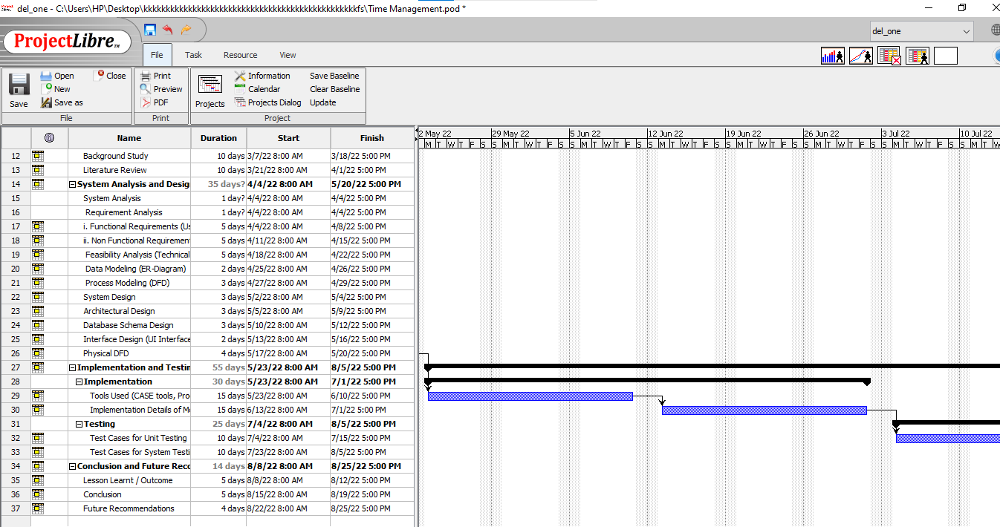 del_one - C:\Users\HP\Desktop\kkkkkkkkkkkkkkkkkkkkkkkkkkkkkkkkkkkkkkkkkkkkkkkkfs\Time Management.pod *
ProjectLibre™
del_one
File Task Resource View
Open Close Print Information Save Baseline
New Preview Calendar Clear Baseline
Save Save as PDF Projects Projects Dialog Update
File Print Project
Name Duration Start Finish
2 May 22 29 May 22 5 Jun 22 12 Jun 22 19 Jun 22 26 Jun 22 3 Jul 22 10 Jul 22
M T W T F S S M T W T F S S M T W T F S S M T W T F S S M T W T F S S M T W T F S S M T W T F S S M T W
12 Background Study 10 days 3/7/22 8:00 AM 3/18/22 5:00 PM
13 Literature Review 10 days 3/21/22 8:00 AM 4/1/22 5:00 PM
14 System Analysis and Desig 35 days? 4/4/22 8:00 AM 5/20/22 5:00 PM
15 System Analysis 1 day? 4/4/22 8:00 AM 4/4/22 5:00 PM
16 Requirement Analysis 1 day? 4/4/22 8:00 AM 4/4/22 5:00 PM
17 i. Functional Requirements (Us 5 days 4/4/22 8:00 AM 4/8/22 5:00 PM
18 ii. Non Functional Requirement 5 days 4/11/22 8:00 AM 4/15/22 5:00 PM
19 Feasibility Analysis (Technical 5 days 4/18/22 8:00 AM 4/22/22 5:00 PM
20 Data Modeling (ER-Diagram) 2 days 4/25/22 8:00 AM 4/26/22 5:00 PM
21 Process Modeling (DFD) 3 days 4/27/22 8:00 AM 4/29/22 5:00 PM
22 System Design 3 days 5/2/22 8:00 AM 5/4/22 5:00 PM
23 Architectural Design 3 days 5/5/22 8:00 AM 5/9/22 5:00 PM
24 Database Schema Design 3 days 5/10/22 8:00 AM 5/12/22 5:00 PM
25 Interface Design (UI Interface 2 days 5/13/22 8:00 AM 5/16/22 5:00 PM
26 Physical DFD 4 days 5/17/22 8:00 AM 5/20/22 5:00 PM
27 Implementation and Testin 55 days 5/23/22 8:00 AM 8/5/22 5:00 PM
28 Implementation 30 days 5/23/22 8:00 AM 7/1/22 5:00 PM
29 Tools Used (CASE tools, Pro 15 days 5/23/22 8:00 AM 6/10/22 5:00 PM
30 Implementation Details of M 15 days 6/13/22 8:00 AM 7/1/22 5:00 PM
31 Testing 25 days 7/4/22 8:00 AM 8/5/22 5:00 PM
32 Test Cases for Unit Testing 10 days 7/4/22 8:00 AM 7/15/22 5:00 PM
33 Test Cases for System Testi 10 days 7/23/22 8:00 AM 8/5/22 5:00 PM
34 Conclusion and Future Reco 14 days 8/8/22 8:00 AM 8/25/22 5:00 PM
35 Lesson Learnt / Outcome 5 days 8/8/22 8:00 AM 8/12/22 5:00 PM
36 Conclusion 5 days 8/15/22 8:00 AM 8/19/22 5:00 PM
37 Future Recommendations 4 days 8/22/22 8:00 AM 8/25/22 5:00 PM